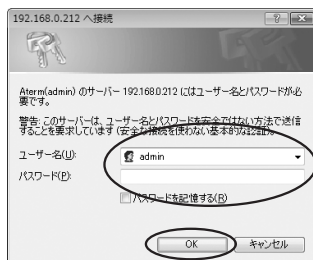 192.168.0.212 へ接続
Aterm(admin) のサーバー 192.168.0.212 にはユーザー名とパスワードが必
要です。
警告: このサーバーは、ユーザー名とパスワードを安全ではない方法で送信
することを要求しています (安全な接続を使わない基本的な認証)。
ユーザー名(U):
admin
パスワード(P):
パスワードを記憶する(R)
OK
キャンセル